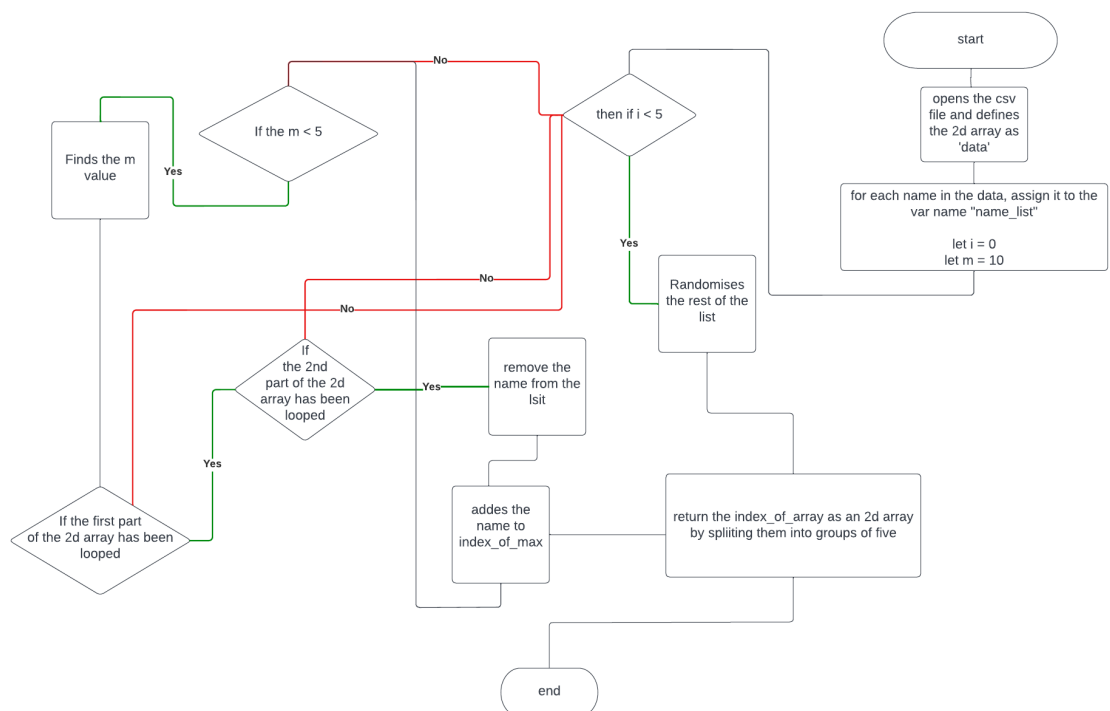 start
opens the csv
file and defines
the 2d array as
'data'
for each name in the data, assign it to the
var name "name_list"
let i = 0
let m = 10
then if i < 5
No
If the m < 5
Yes
Finds the m
value
Yes
Randomises
the rest of the
list
No
No
If
the 2nd
part of the 2d
array has been
looped
Yes
remove the
name from the
lsit
Yes
If the first part
of the 2d array has been
looped
addes the
name to
index_of_max
return the index_of_array as an 2d array
by spliiting them into groups of five
end